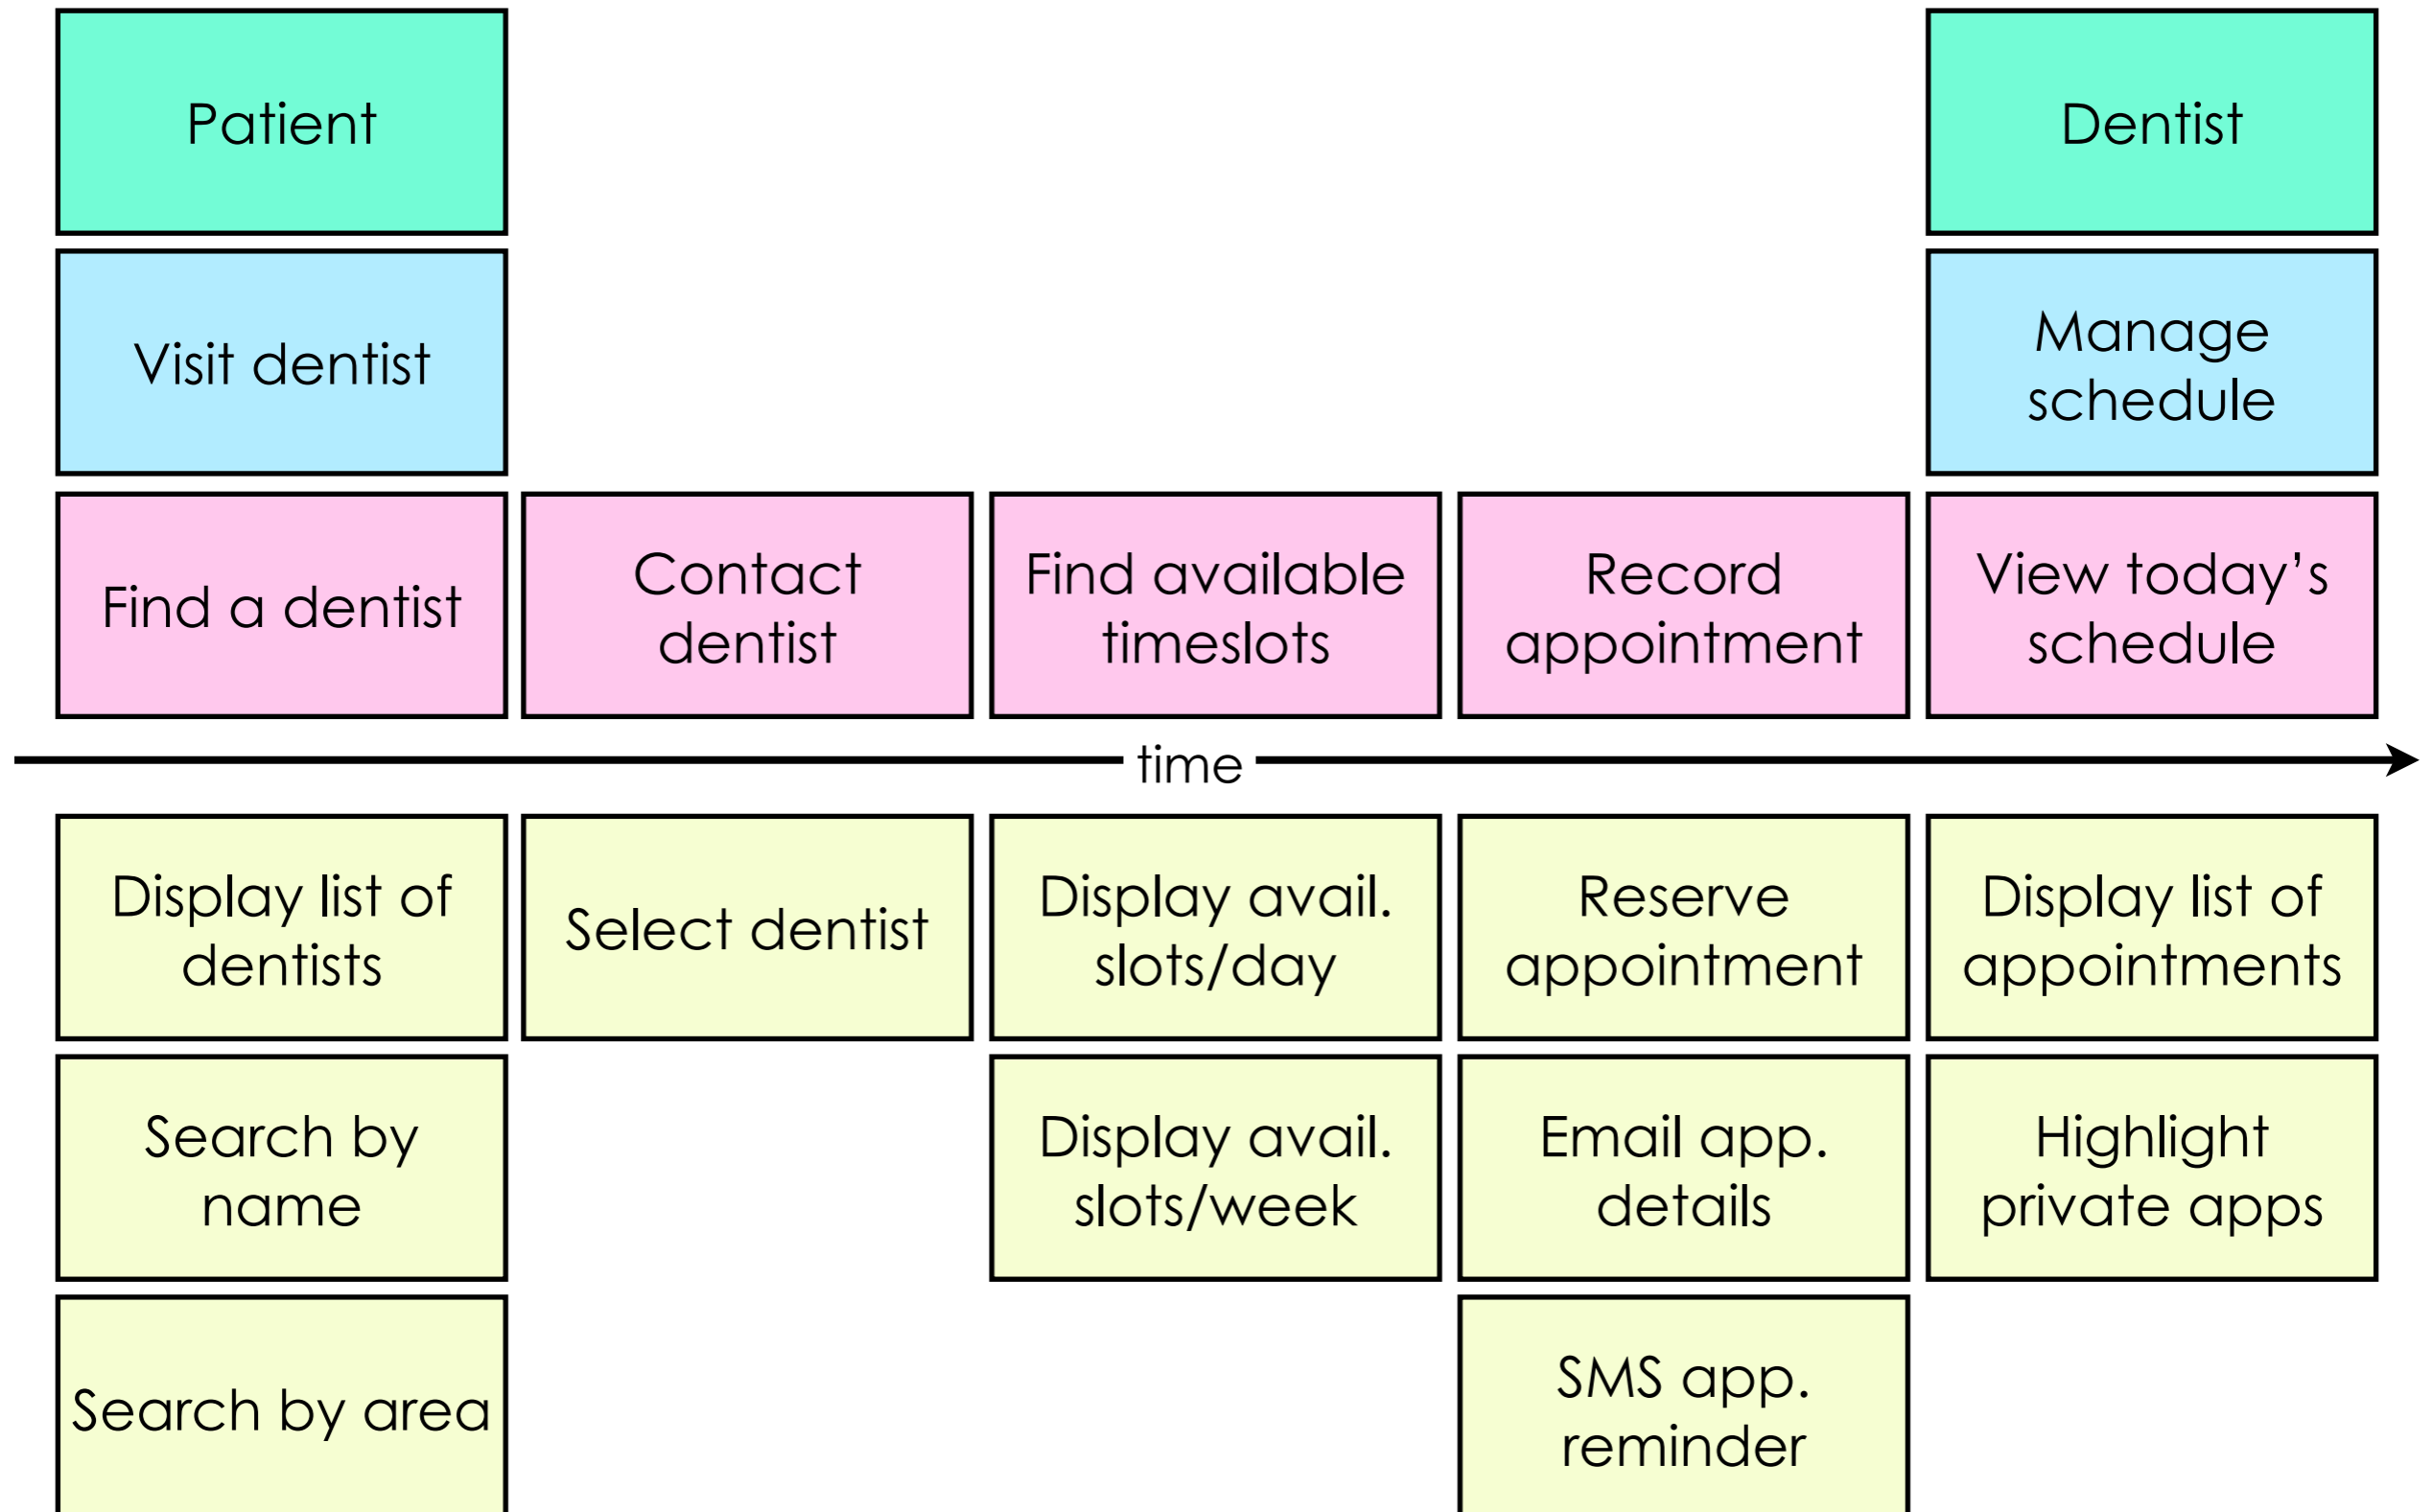 Patient
Dentist
Visit dentist
Manage
schedule
Find a dentist
Contact
dentist
Find available
timeslots
Record
appointment
View today’s
schedule
time
Display list of
dentists
Select dentist
Display avail.
slots/day
Reserve
appointment
Display list of
appointments
Search by
name
Display avail.
slots/week
Email app.
details
Highlight
private apps
Search by area
SMS app.
reminder